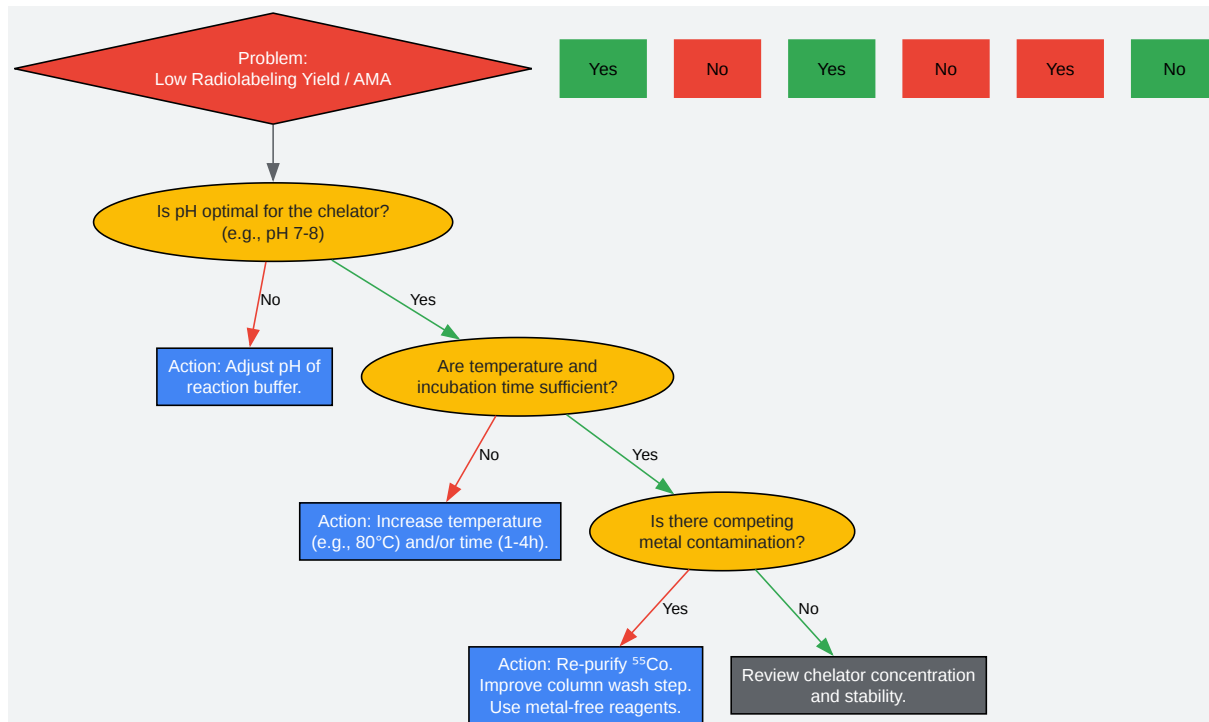 Problem:
Low Radiolabeling Yield / AMA
Yes
No
Yes
No
Yes
No
Is pH optimal for the chelator?
(e.g., pH 7-8)
No
Yes
Action: Adjust pH of
reaction buffer.
Are temperature and
incubation time sufficient?
No
Yes
Action: Increase temperature
(e.g., 80°C) and/or time (1-4h).
Is there competing
metal contamination?
Yes
No
Action: Re-purify ⁵⁵Co.
Improve column wash step.
Use metal-free reagents.
Review chelator concentration
and stability.